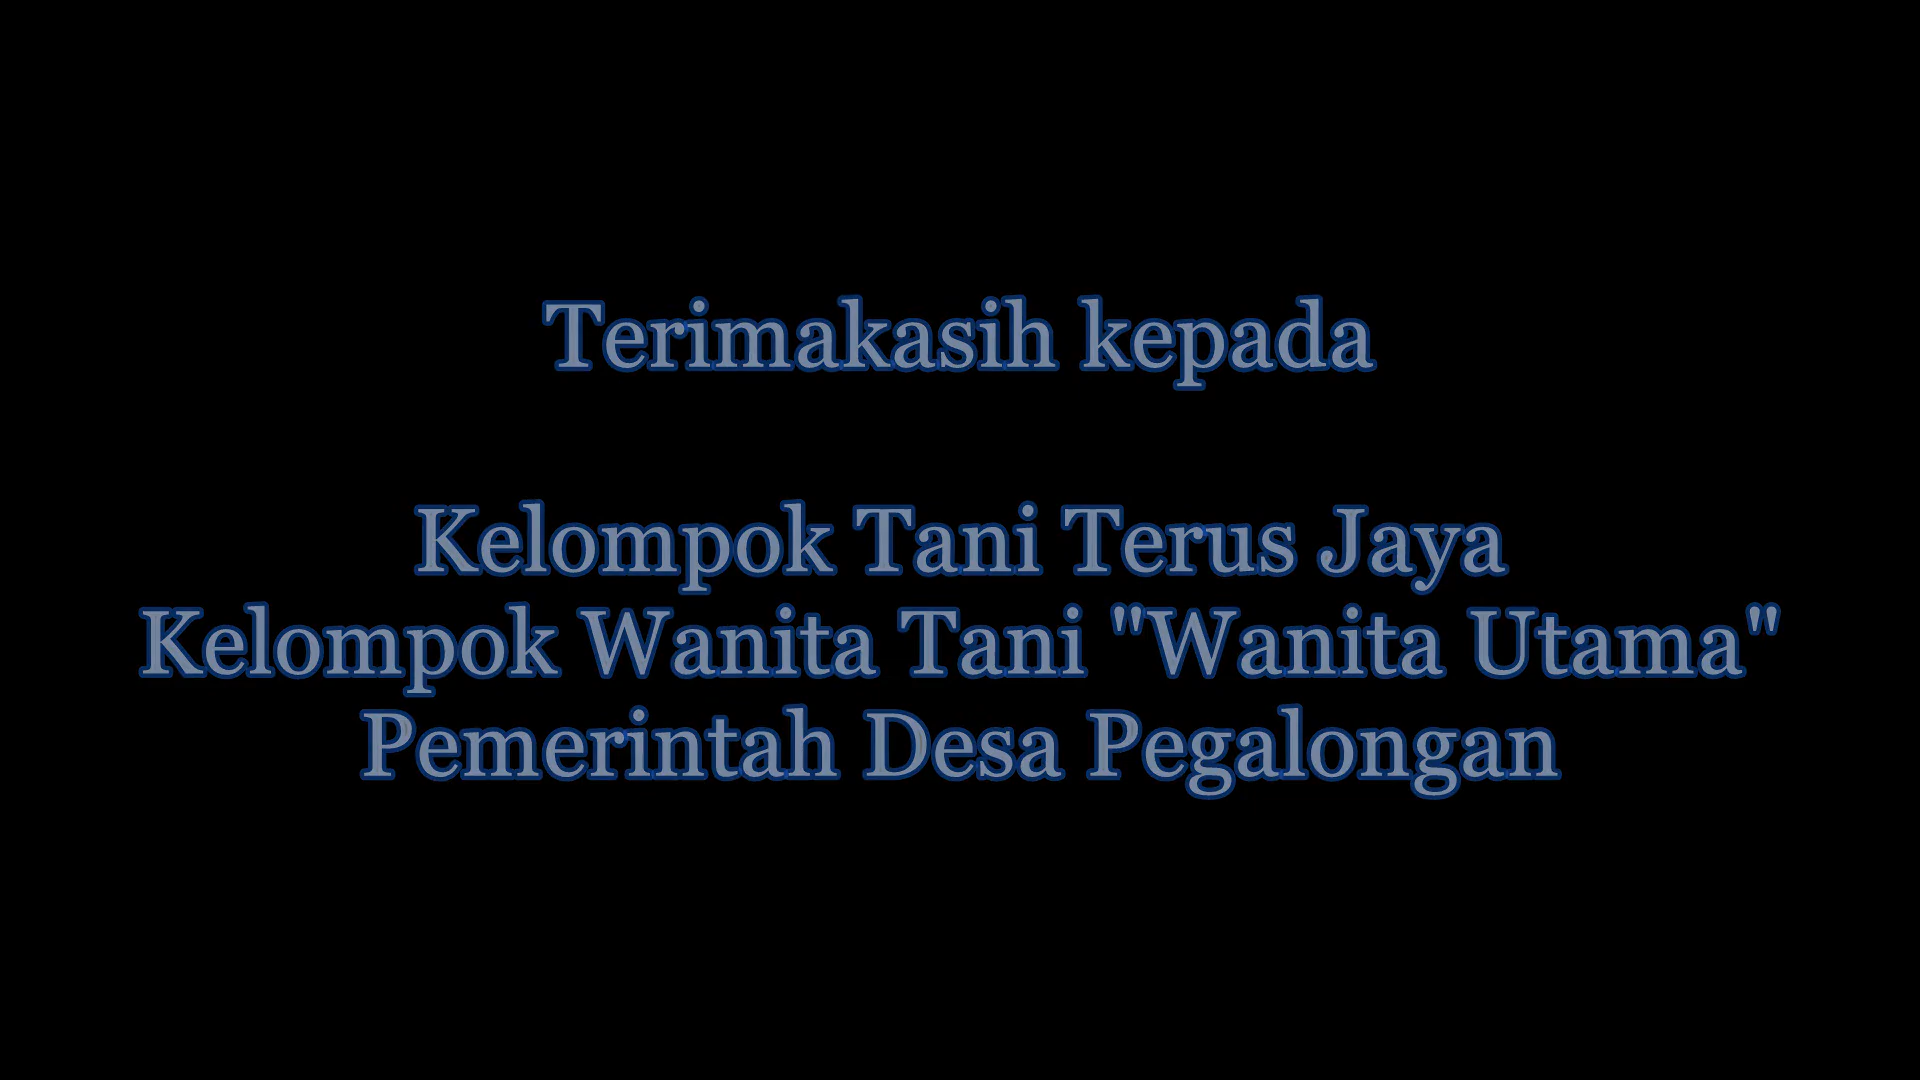 Terimakasih kepada
Kelompok Tani Terus Jaya
Kelompok Wanita Tani "Wanita Utama"
Pemerintah Desa Pegalongan